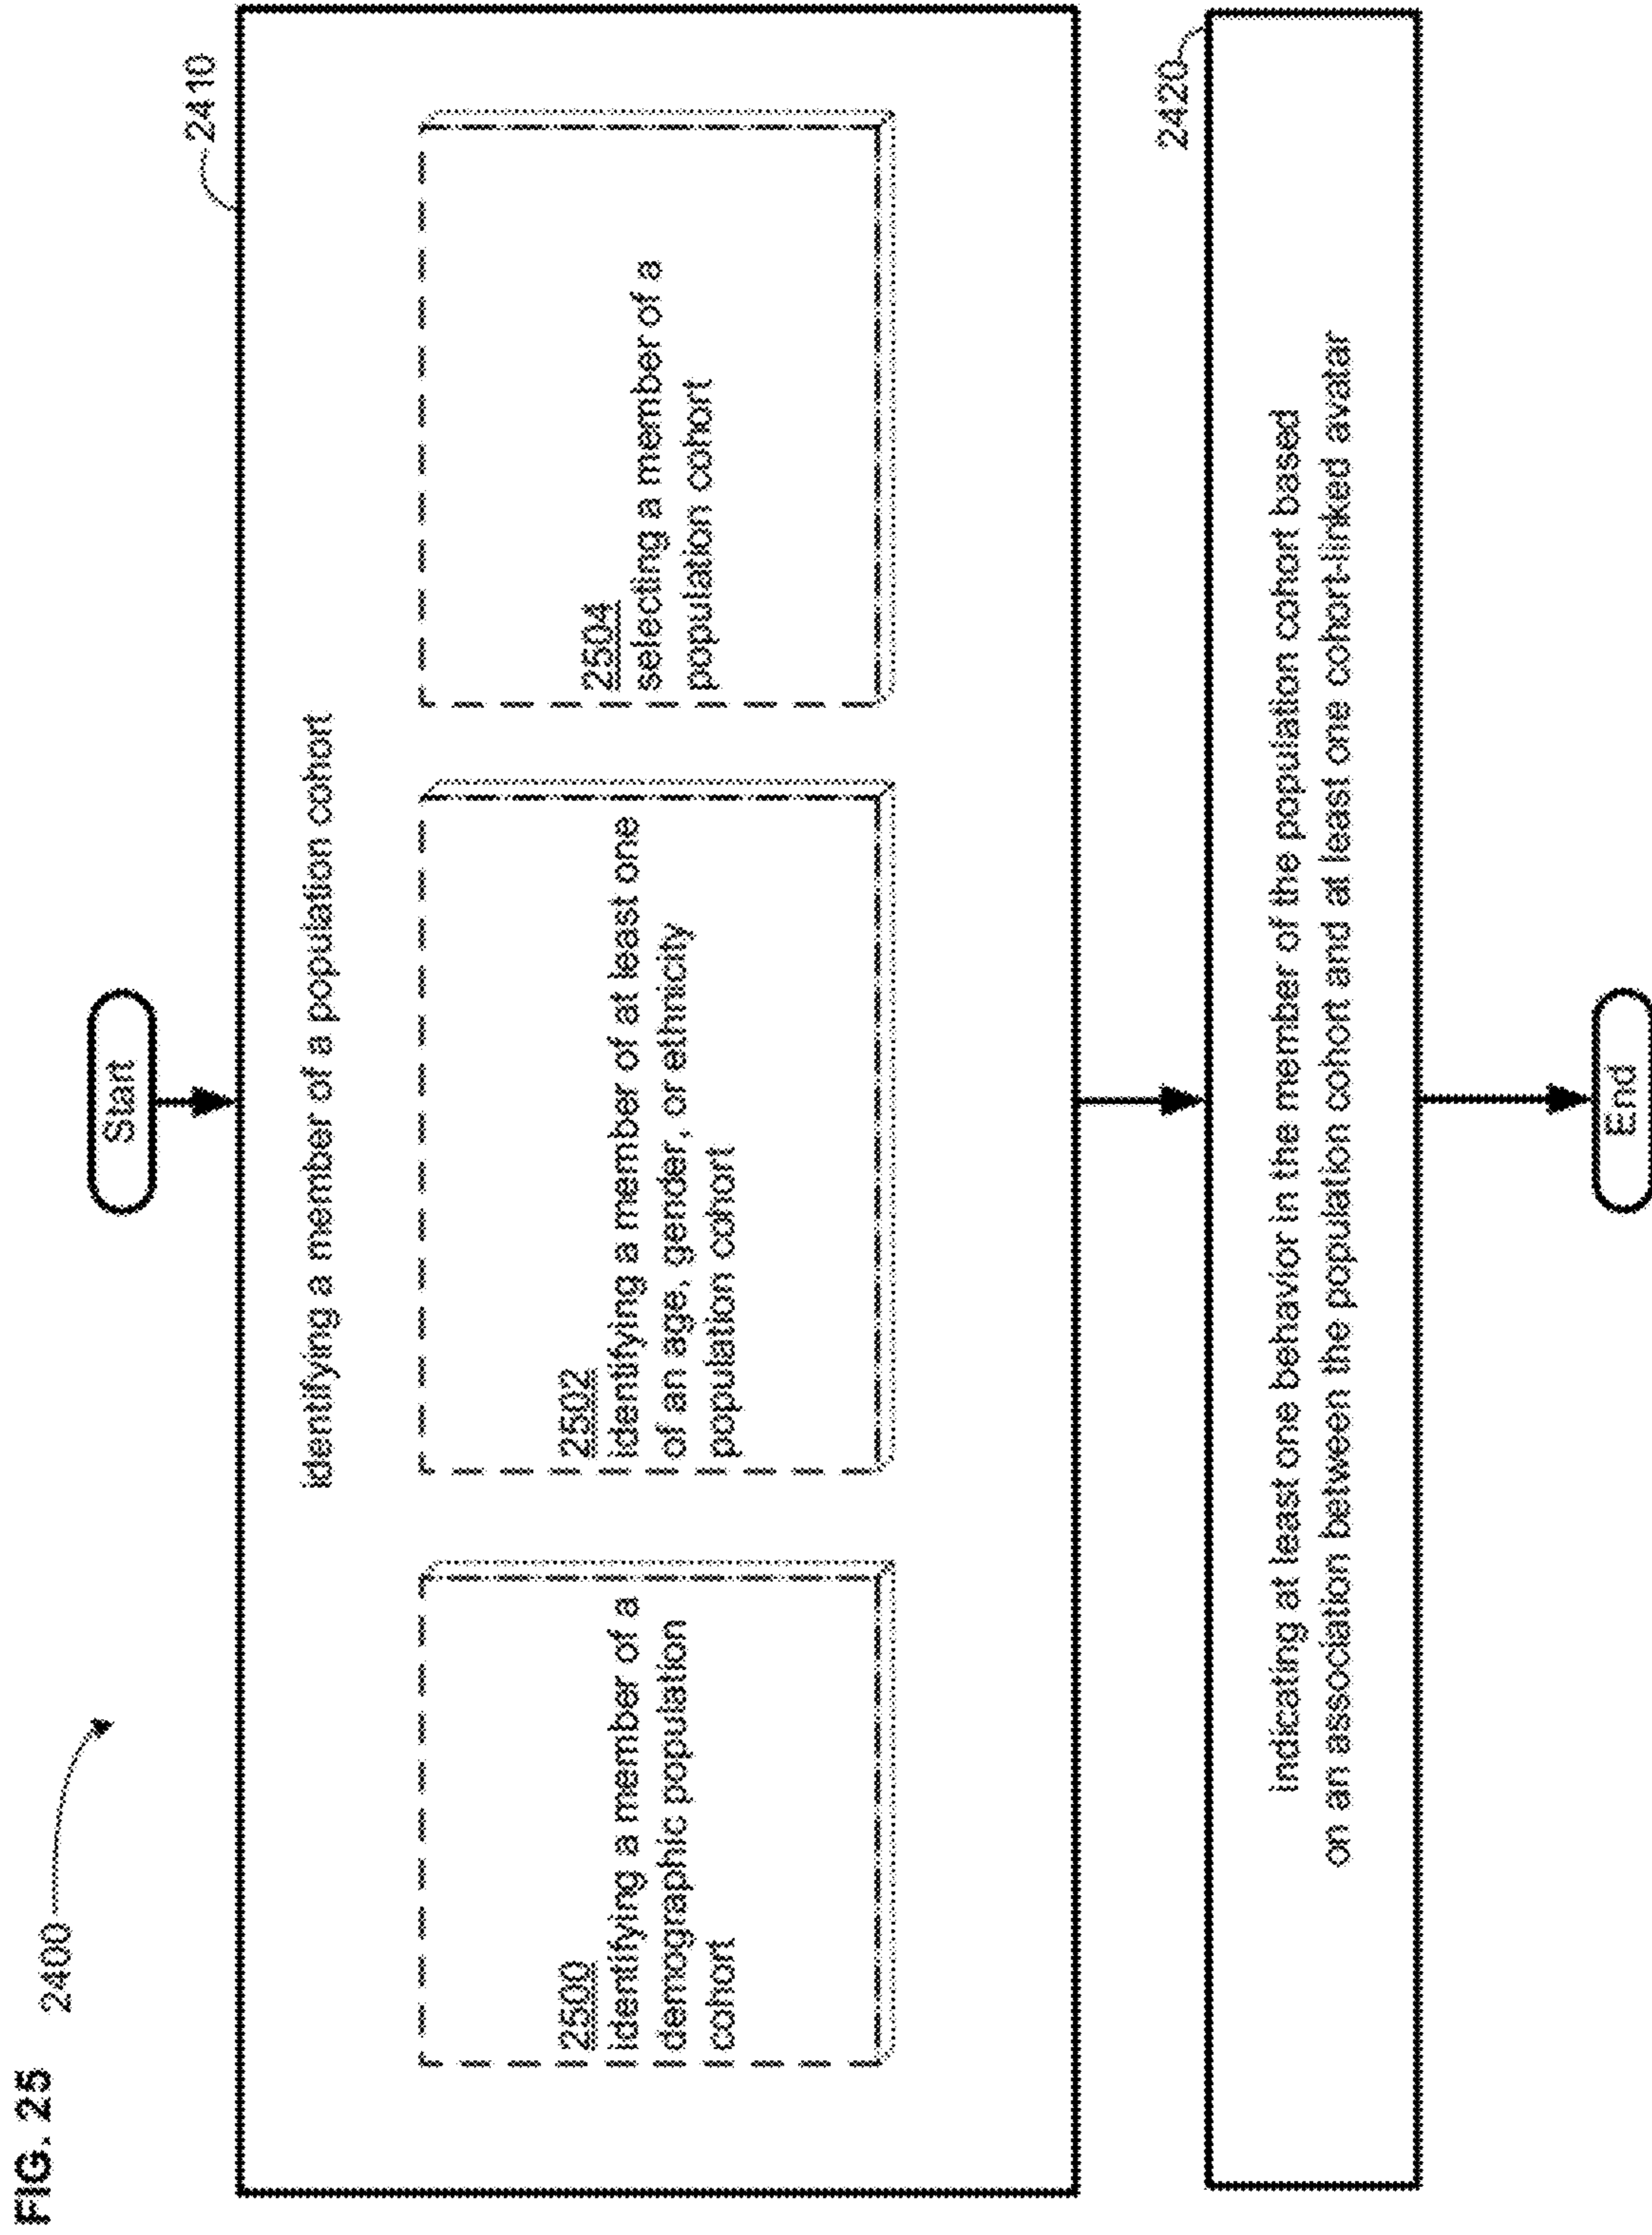 FIG. 25
2400
Start
2410
identifying a member of a population cohort
2500
identifying a member of a
demographic population
cohort
2502
identifying a member of at least one
of an age, gender, or ethnicity
population cohort
2504
selecting a member of a
population cohort
2420
indicating at least one behavior in the member of the population cohort based
on an association between the population cohort and at least one cohort-linked avatar
End